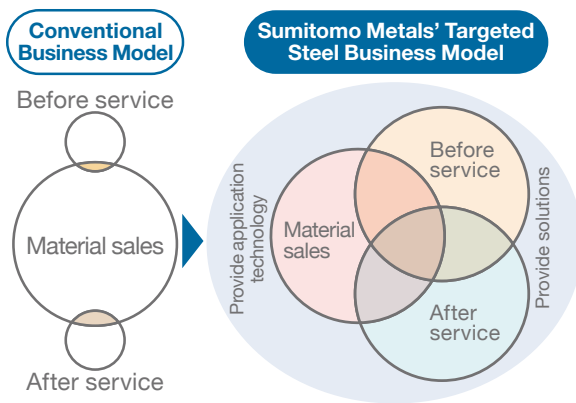 Conventional
Business Model
Before service
Material sales
After service
Sumitomo Metals’ Targeted
Steel Business Model
Provide application
technology
Material
sales
Before
service
After
service
Provide solutions